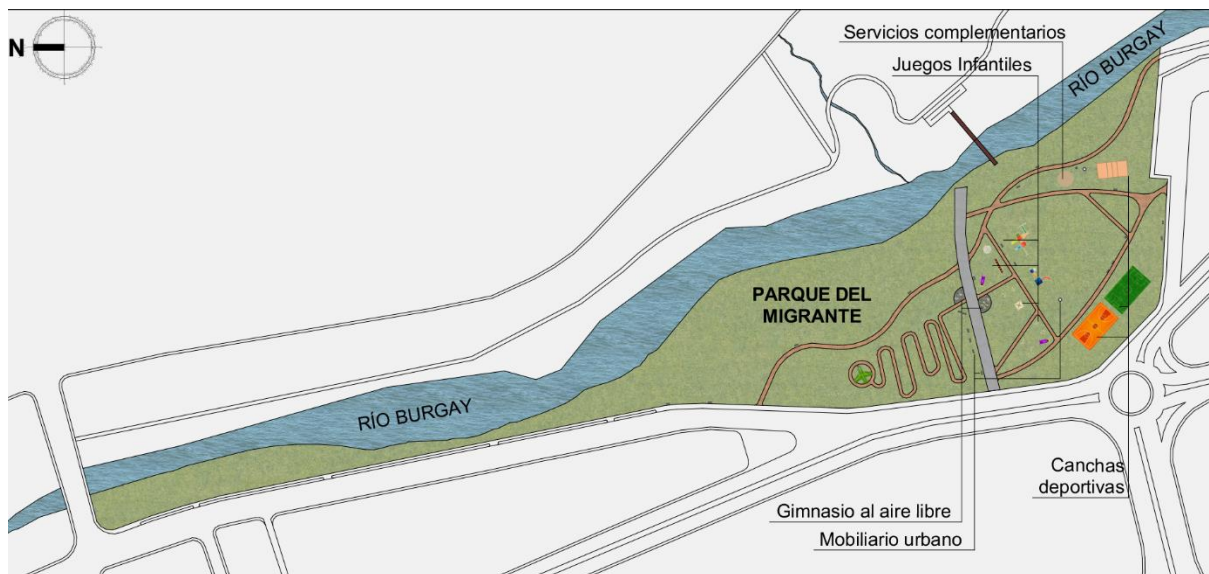 N
Servicios complementarios
Juegos Infantiles
RÍO BURGAY
PARQUE DEL
MIGRANTE
RÍO BURGAY
Canchas
deportivas
Gimnasio al aire libre
Mobiliario urbano